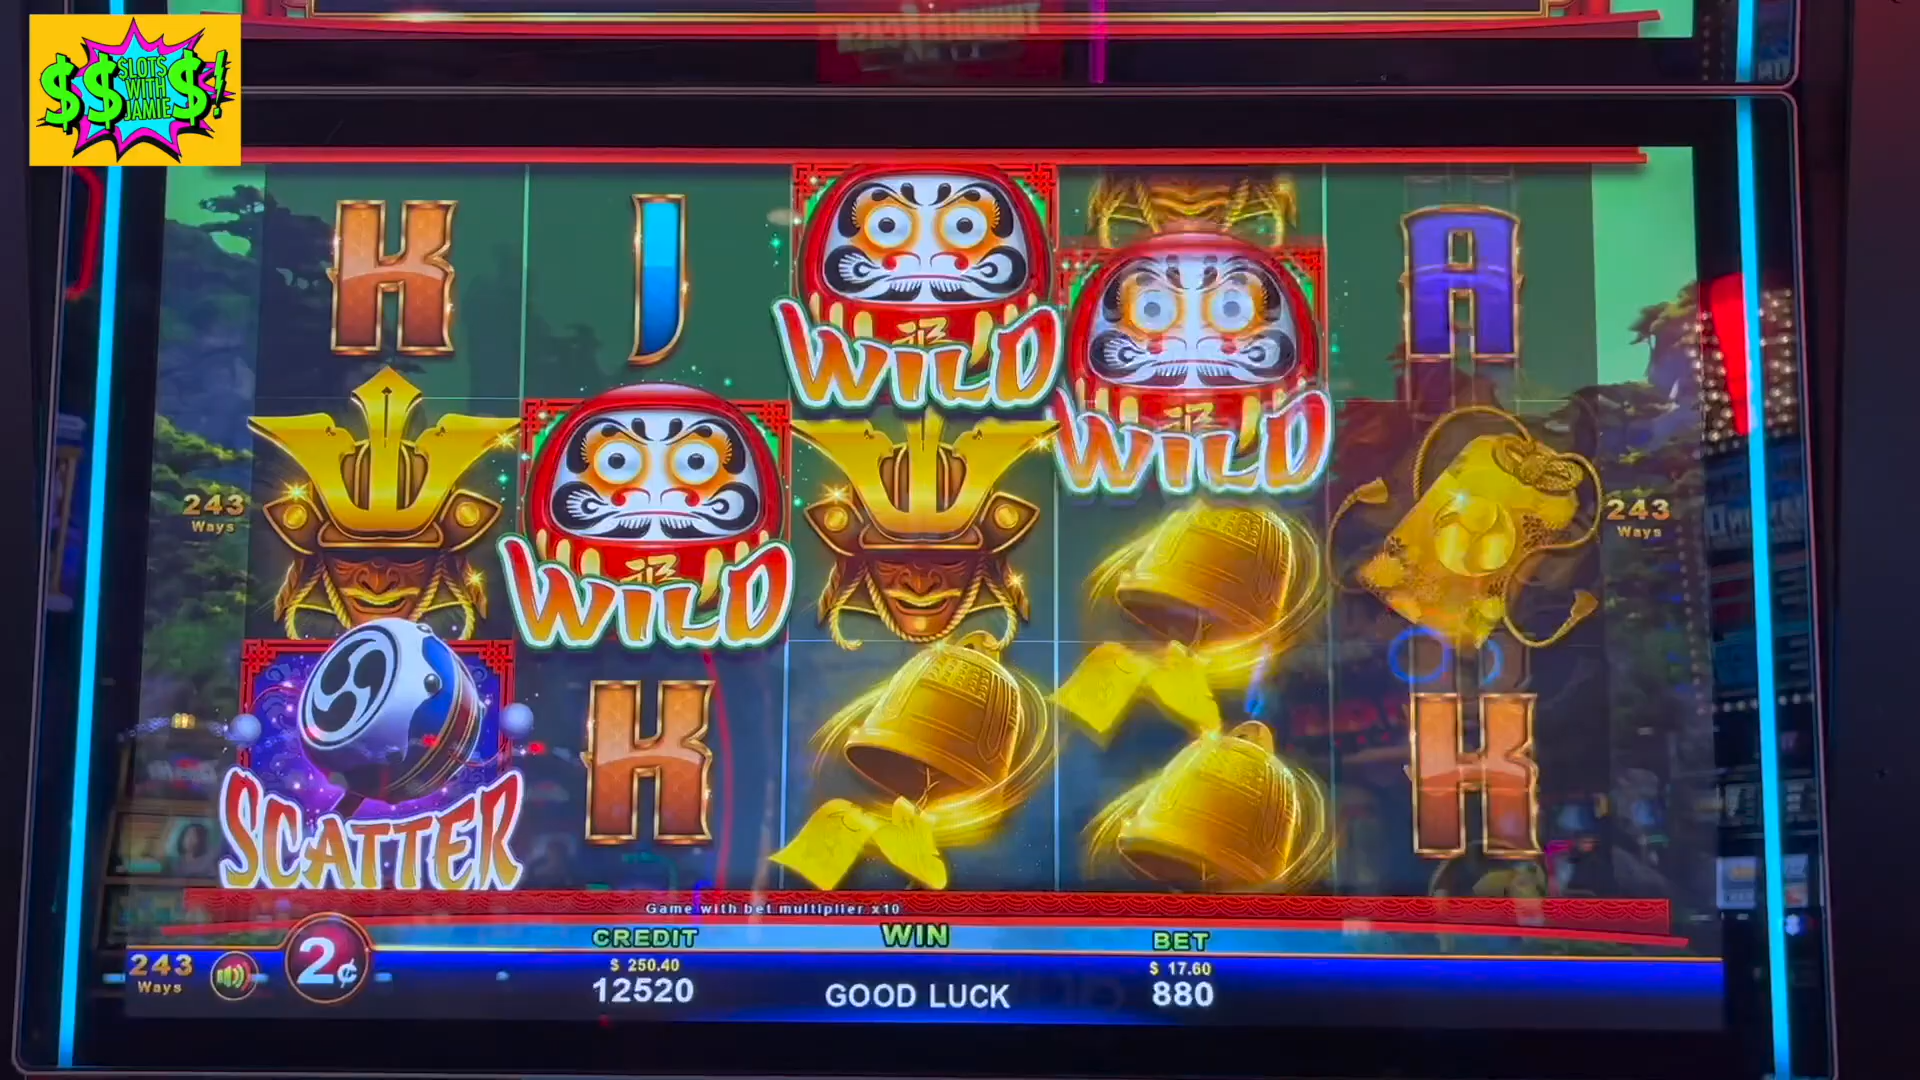 $$ SLOTS WITH JAMIE $!
K
J
WILD
A
WILD
WILD
243
Ways
243
Ways
SCATTER
K
K
Game with bet multiplier x10
CREDIT
WIN
BET
243
Ways
2¢
$ 250.40
12520
GOOD LUCK
$ 17.60
880